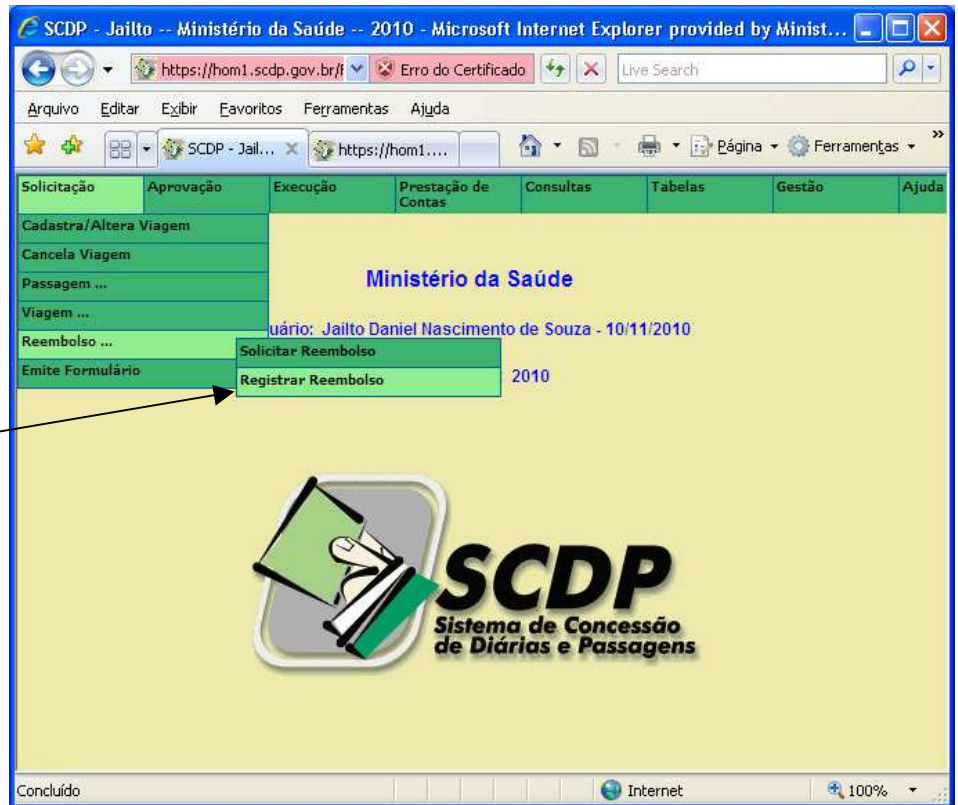 SCDP - Jailto -- Ministério da Saúde -- 2010 - Microsoft Internet Explorer provided by Minist...
https://hom1.scdp.gov.br/ Erro do Certificado Live Search
Arquivo Editar Exibir Favoritos Ferramentas Ajuda
SCDP - Jail... https://hom1.... Página Ferramentas
Solicitação Aprovação Execução Prestação de Contas Consultas Tabelas Gestão Ajuda
Cadastra/Altera Viagem
Cancela Viagem
Passagem ...
Ministério da Saúde
Viagem ...
uário: Jailto Daniel Nascimento de Souza - 10/11/2010
Reembolso ...
Solicitar Reembolso
Emite Formulário
Registrar Reembolso
2010
SCDP
Sistema de Concessão
de Diárias e Passagens
Concluído Internet 100%